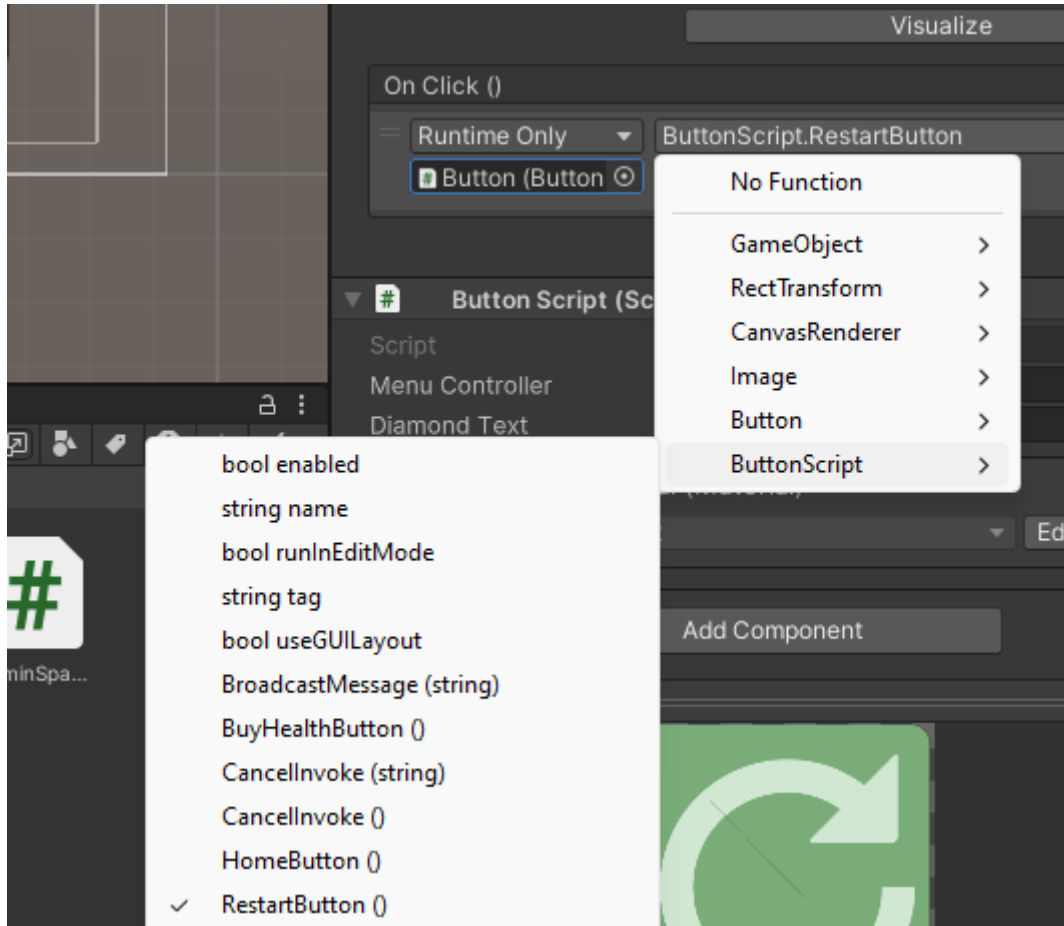 Visualize
On Click ()
Runtime Only
ButtonScript.RestartButton
Button (Button
No Function
GameObject
RectTransform
CanvasRenderer
Image
Button
ButtonScript
Button Script (Sc
Script
Menu Controller
Diamond Text
Ed
Add Component
minSpa...
bool enabled
string name
bool runInEditMode
string tag
bool useGUILayout
BroadcastMessage (string)
BuyHealthButton ()
CancelInvoke (string)
CancelInvoke ()
HomeButton ()
RestartButton ()